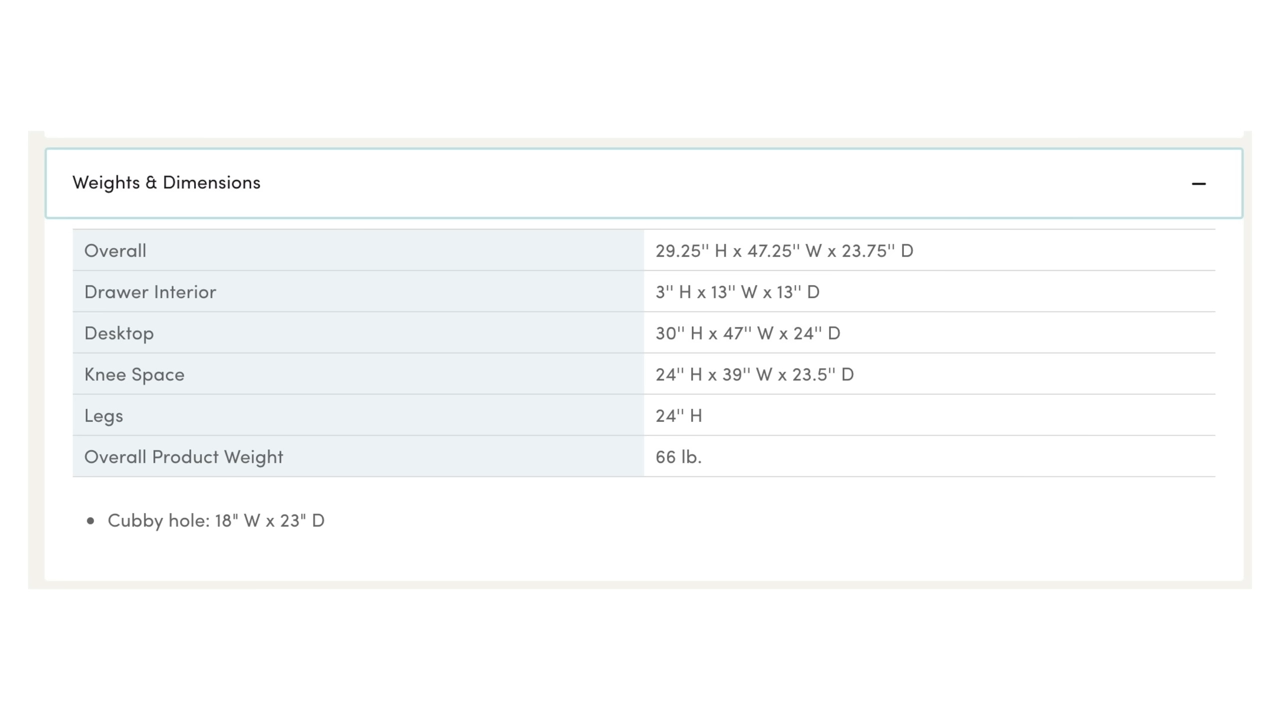 Weights & Dimensions
Overall 29.25'' H x 47.25'' W x 23.75'' D
Drawer Interior 3'' H x 13'' W x 13'' D
Desktop 30'' H x 47'' W x 24'' D
Knee Space 24'' H x 39'' W x 23.5'' D
Legs 24'' H
Overall Product Weight 66 lb.
• Cubby hole: 18" W x 23" D